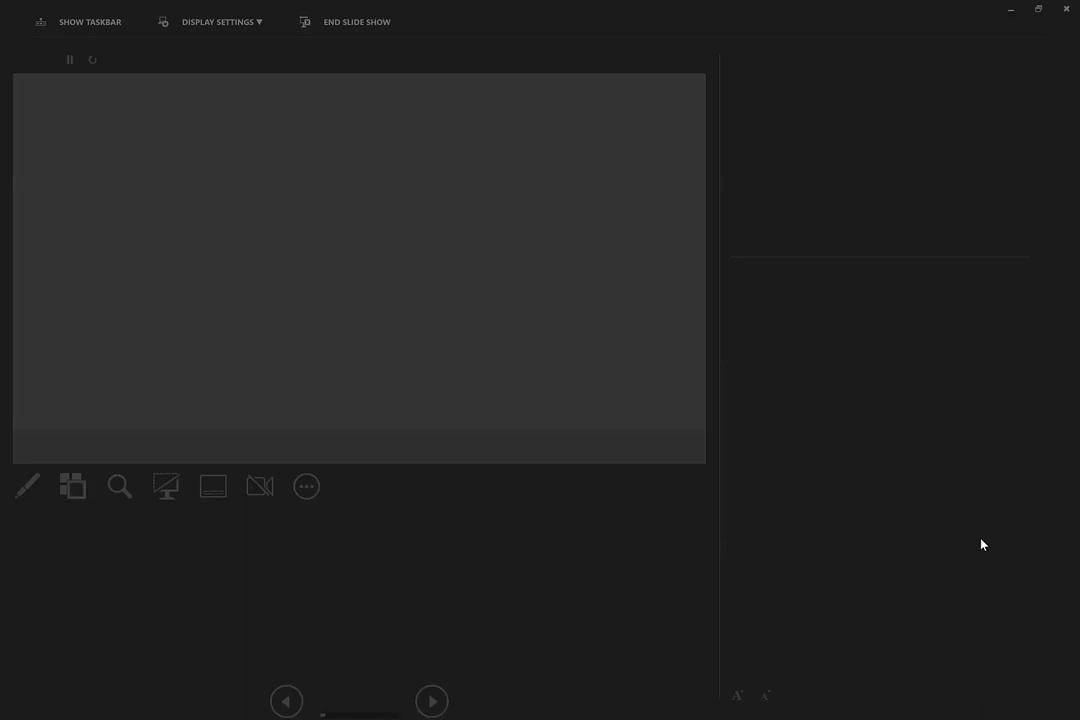 SHOW TASKBAR
DISPLAY SETTINGS ▼
END SLIDE SHOW
A
A